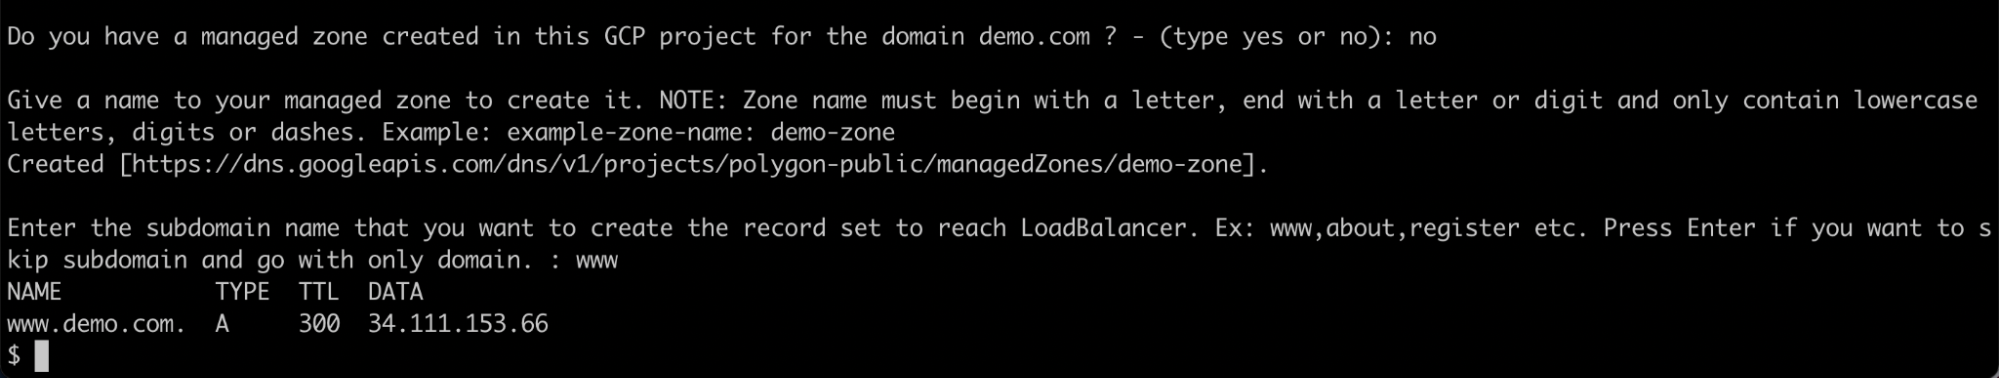 Do you have a managed zone created in this GCP project for the domain demo.com ? - (type yes or no): no
Give a name to your managed zone to create it. NOTE: Zone name must begin with a letter, end with a letter or digit and only contain lowercase
letters, digits or dashes. Example: example-zone-name: demo-zone
Created [https://dns.googleapis.com/dns/v1/projects/polygon-public/managedZones/demo-zone].
Enter the subdomain name that you want to create the record set to reach LoadBalancer. Ex: www,about,register etc. Press Enter if you want to s
kip subdomain and go with only domain. : www
NAME TYPE TTL DATA
www.demo.com. A 300 34.111.153.66
$